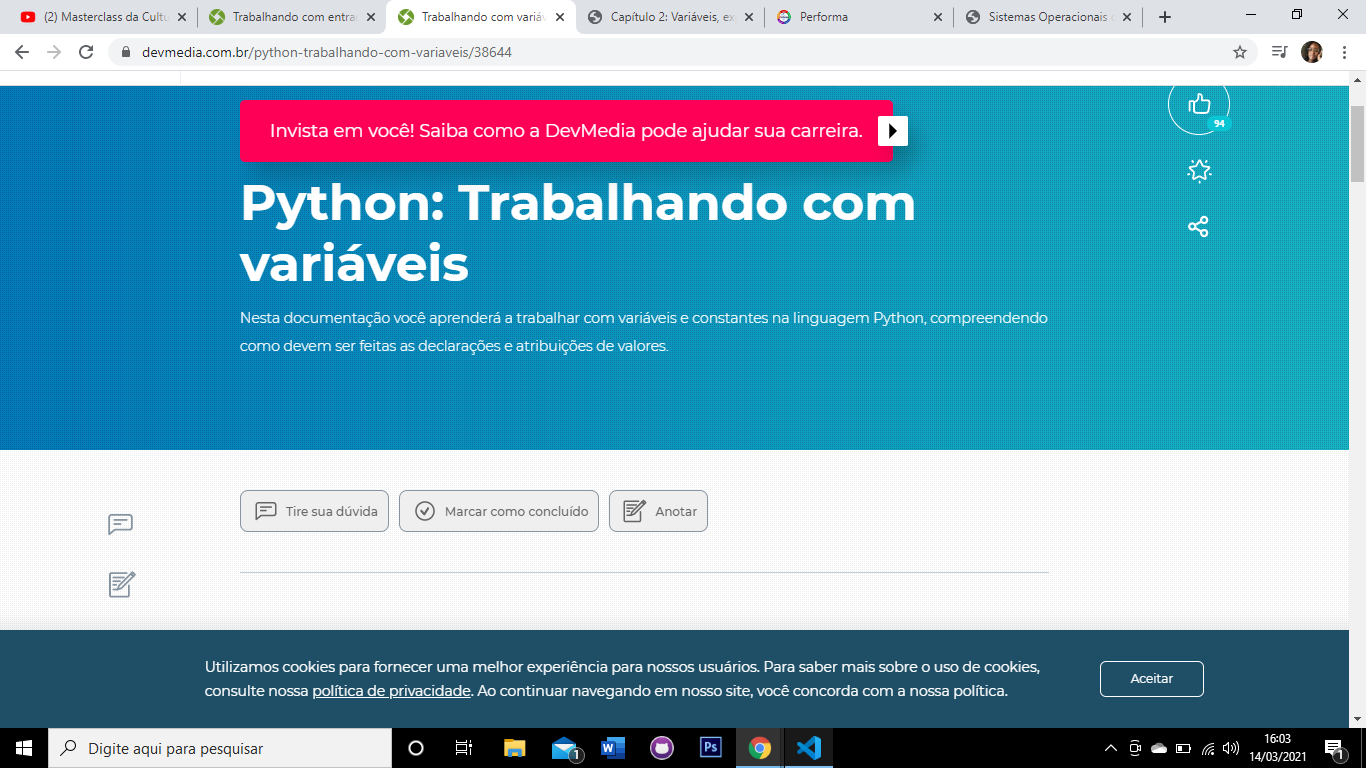 (2) Masterclass da Cultu
Trabalhando com entra
Trabalhando com variáv
Capítulo 2: Variáveis, ex
Performa
Sistemas Operacionais
devmedia.com.br/python-trabalhando-com-variaveis/38644
Invista em você! Saiba como a DevMedia pode ajudar sua carreira.
94
Python: Trabalhando com
variáveis
Nesta documentação você aprenderá a trabalhar com variáveis e constantes na linguagem Python, compreendendo
como devem ser feitas as declarações e atribuições de valores.
Tire sua dúvida
Marcar como concluído
Anotar
Utilizamos cookies para fornecer uma melhor experiência para nossos usuários. Para saber mais sobre o uso de cookies,
consulte nossa política de privacidade. Ao continuar navegando em nosso site, você concorda com a nossa política.
Aceitar
Digite aqui para pesquisar
1
W
Ps
16:03
14/03/2021
1